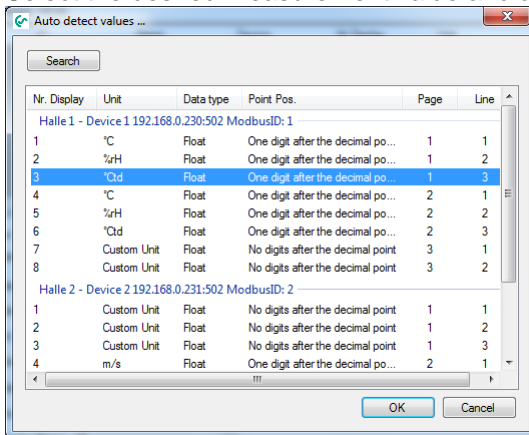 Auto detect values ...
Search
Nr. Display Unit Data type Point Pos. Page Line
Halle 1 - Device 1 192.168.0.230:502 ModbusID: 1
1 °C Float One digit after the decimal po... 1 1
2 %rH Float One digit after the decimal po... 1 2
3 °Ctd Float One digit after the decimal po... 1 3
4 °C Float One digit after the decimal po... 2 1
5 %rH Float One digit after the decimal po... 2 2
6 °Ctd Float One digit after the decimal po... 2 3
7 Custom Unit Float No digits after the decimal point 3 1
8 Custom Unit Float No digits after the decimal point 3 2
Halle 2 - Device 2 192.168.0.231:502 ModbusID: 2
1 Custom Unit Float No digits after the decimal point 1 1
2 Custom Unit Float No digits after the decimal point 1 2
3 Custom Unit Float No digits after the decimal point 1 3
4 m/s Float One digit after the decimal po... 2 1
OK Cancel